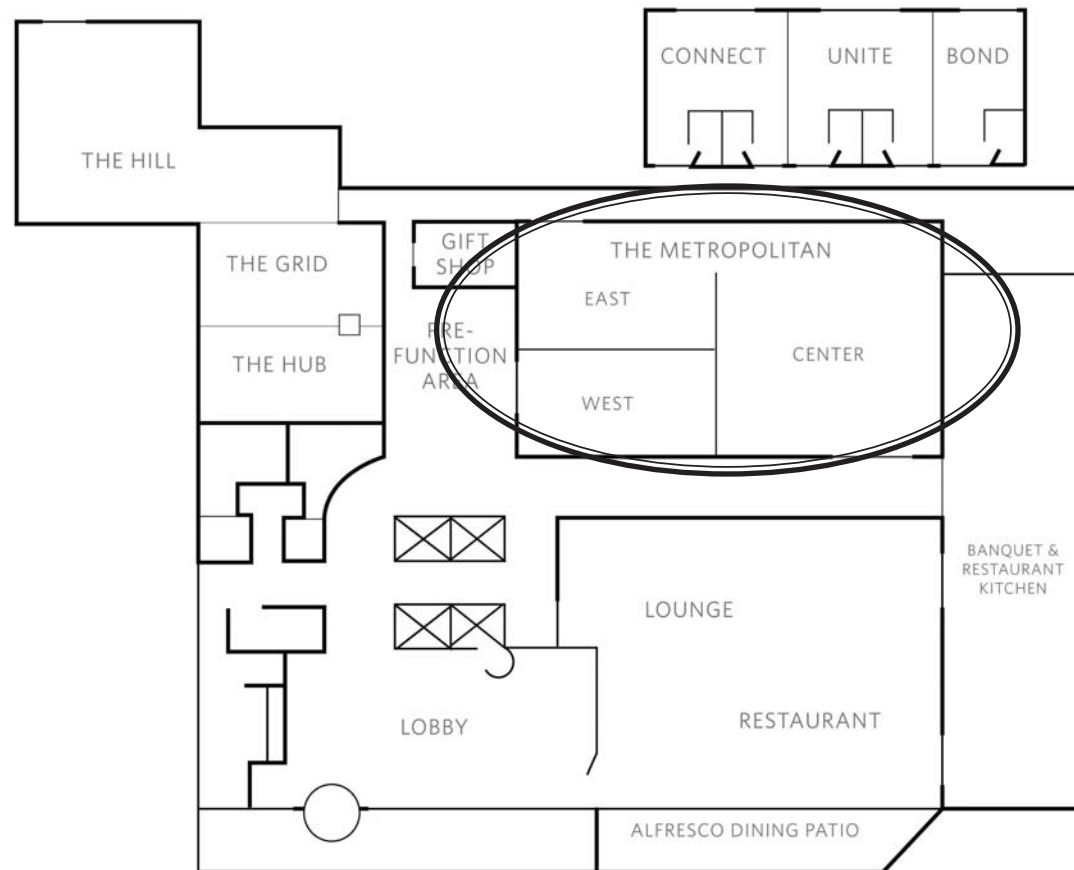 CONNECT
UNITE
BOND
THE HILL
GIFT
SHOP
THE METROPOLITAN
THE GRID
EAST
PRE-
FUNCTION
AREA
CENTER
THE HUB
WEST
BANQUET &
RESTAURANT
KITCHEN
LOUNGE
LOBBY
RESTAURANT
ALFRESCO DINING PATIO